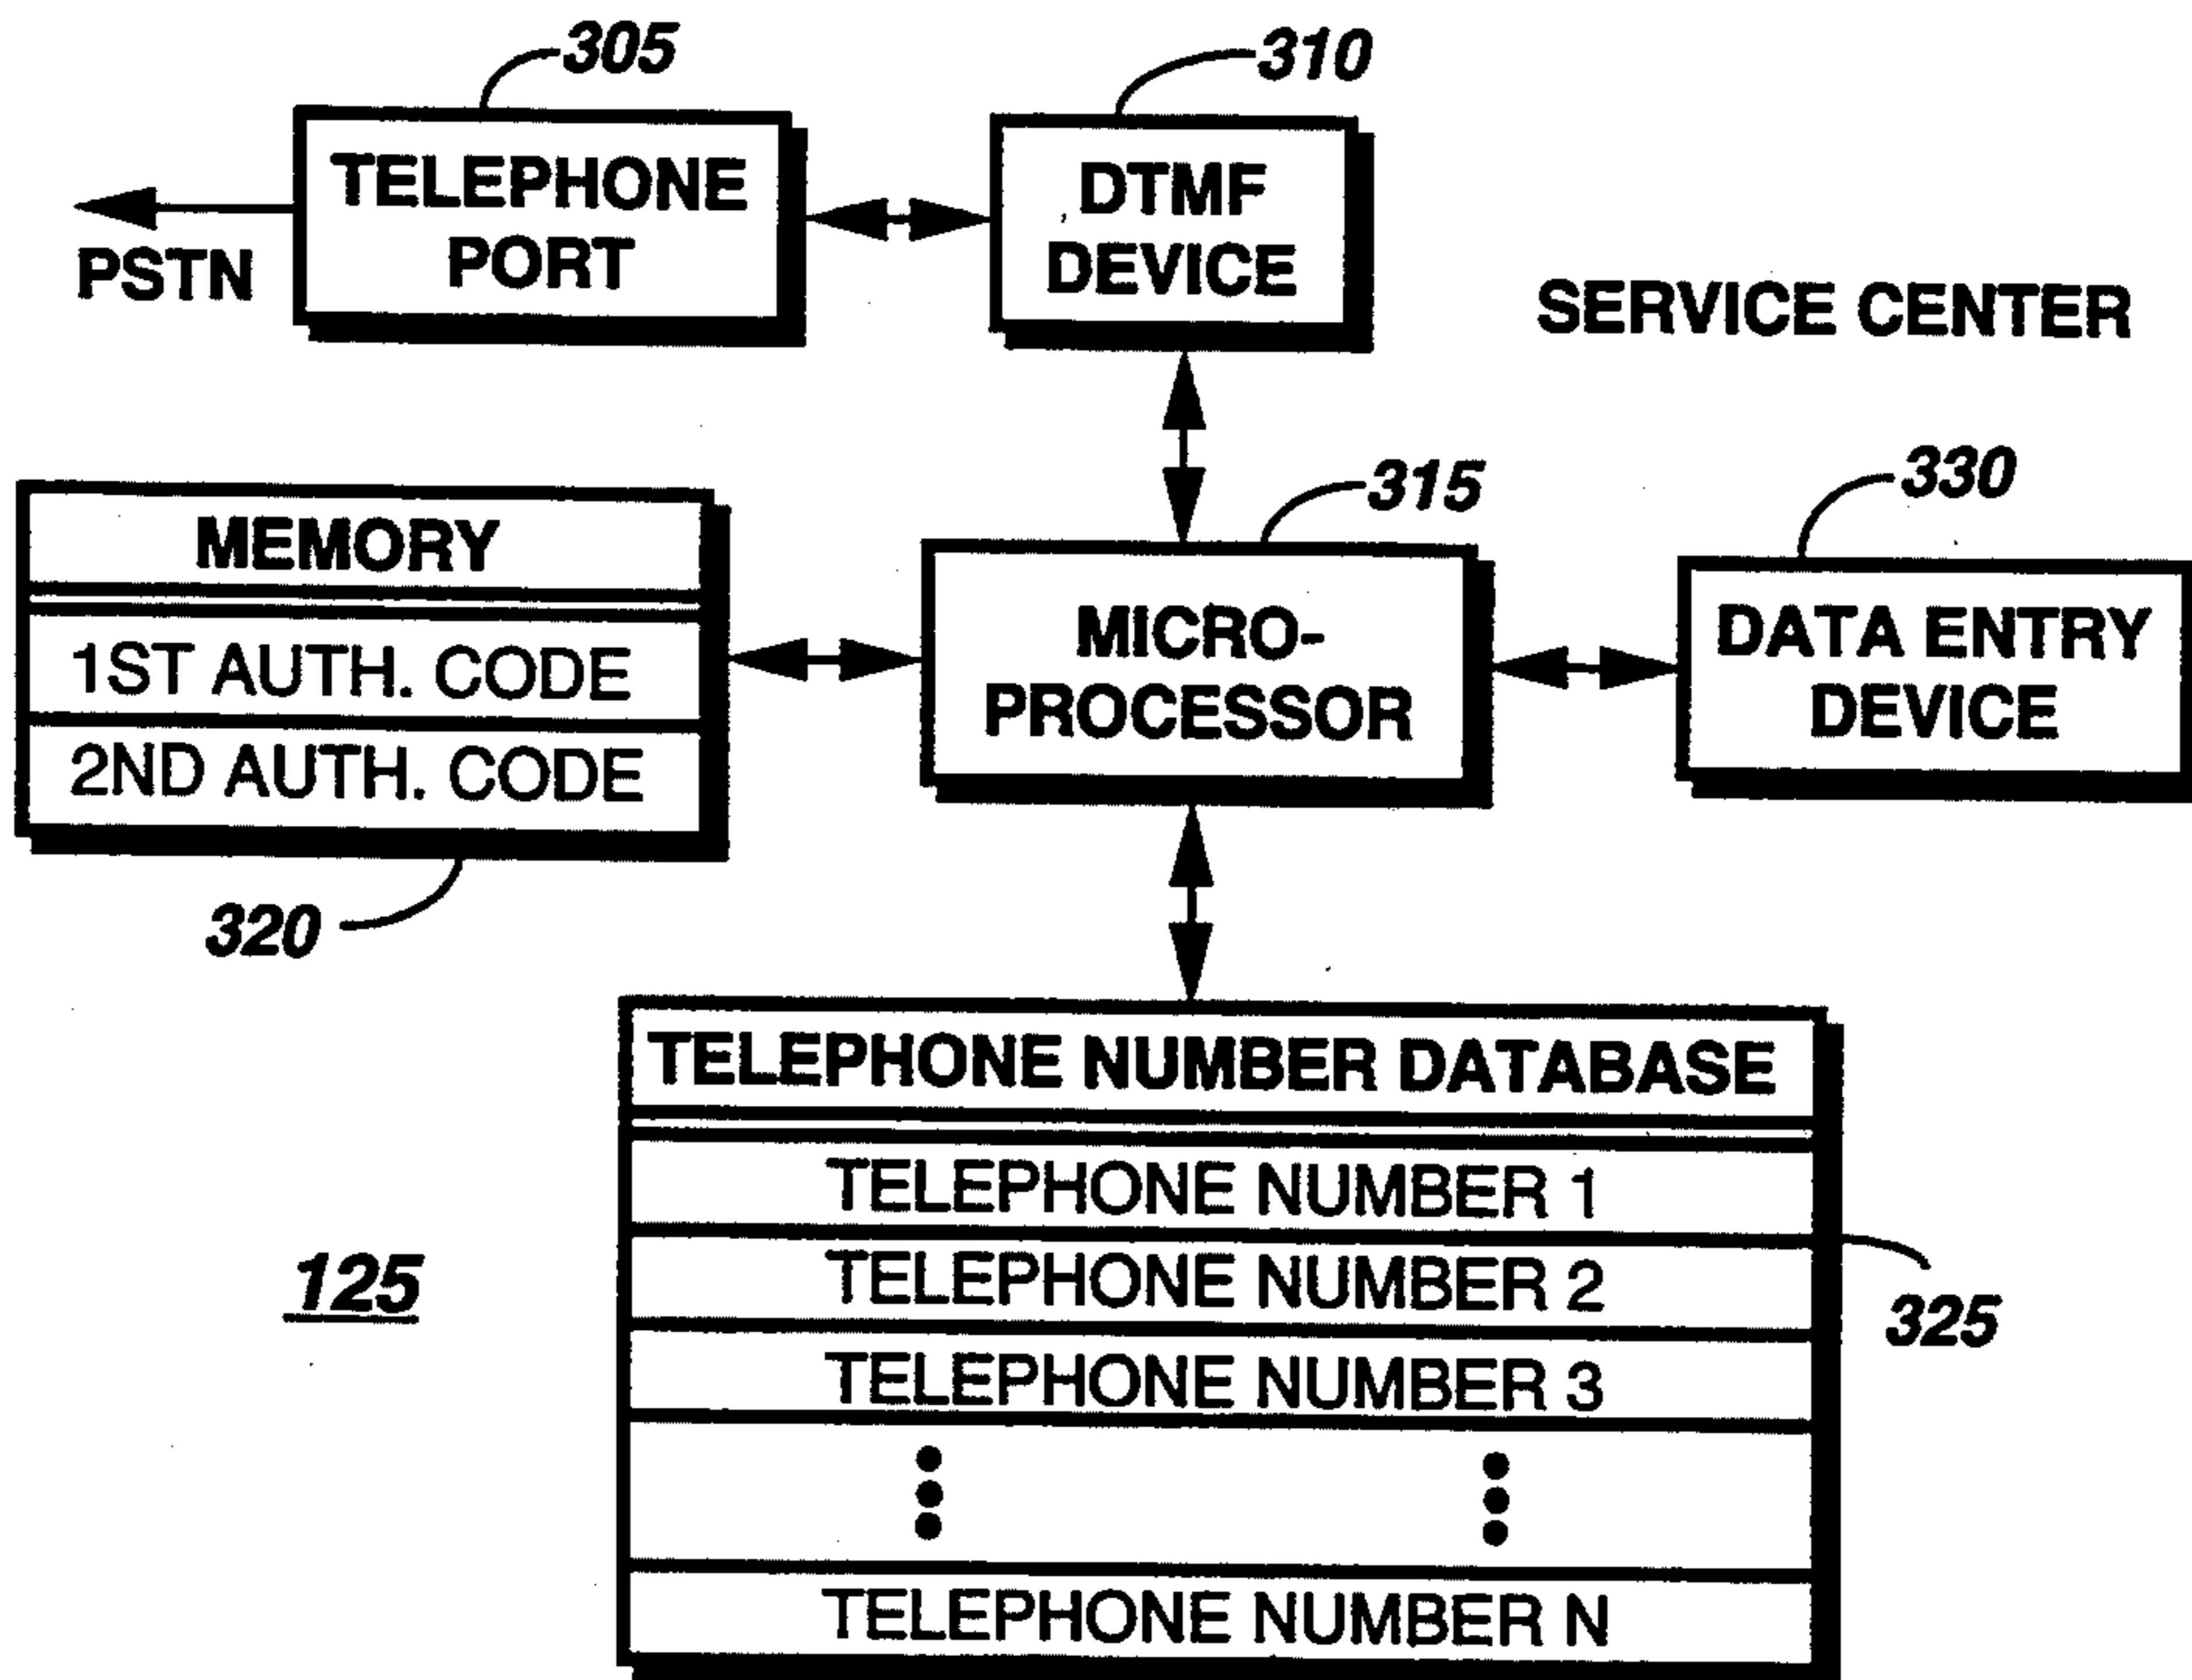 305
310
TELEPHONE
PORT
DTMF
DEVICE
PSTN
SERVICE CENTER
315
330
MEMORY
1ST AUTH. CODE
2ND AUTH. CODE
MICRO-
PROCESSOR
DATA ENTRY
DEVICE
320
TELEPHONE NUMBER DATABASE
TELEPHONE NUMBER 1
TELEPHONE NUMBER 2
TELEPHONE NUMBER 3
TELEPHONE NUMBER N
125
325